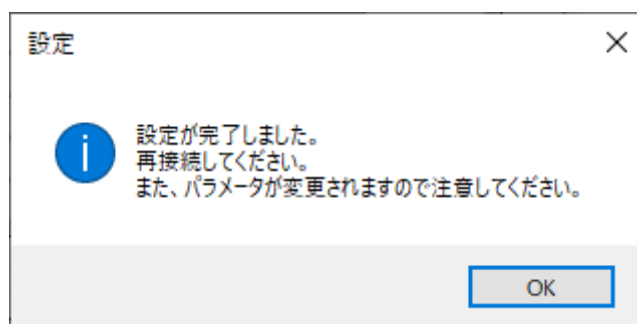 設定
設定が完了しました。
再接続してください。
また、パラメータが変更されますので注意してください。
OK